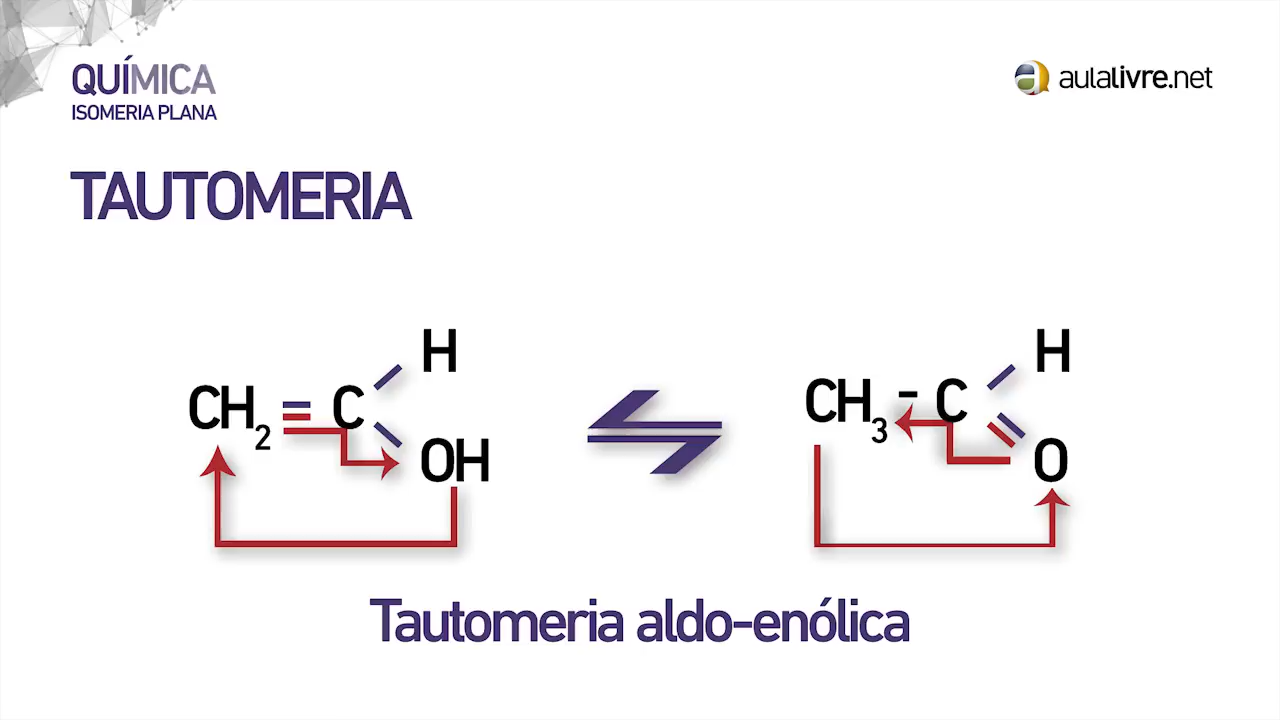 QUÍMICA
ISOMERIA PLANA
aulalivre.net
TAUTOMERIA
H H
CH2 = C CH3 - C
OH O
Tautomeria aldo-enólica